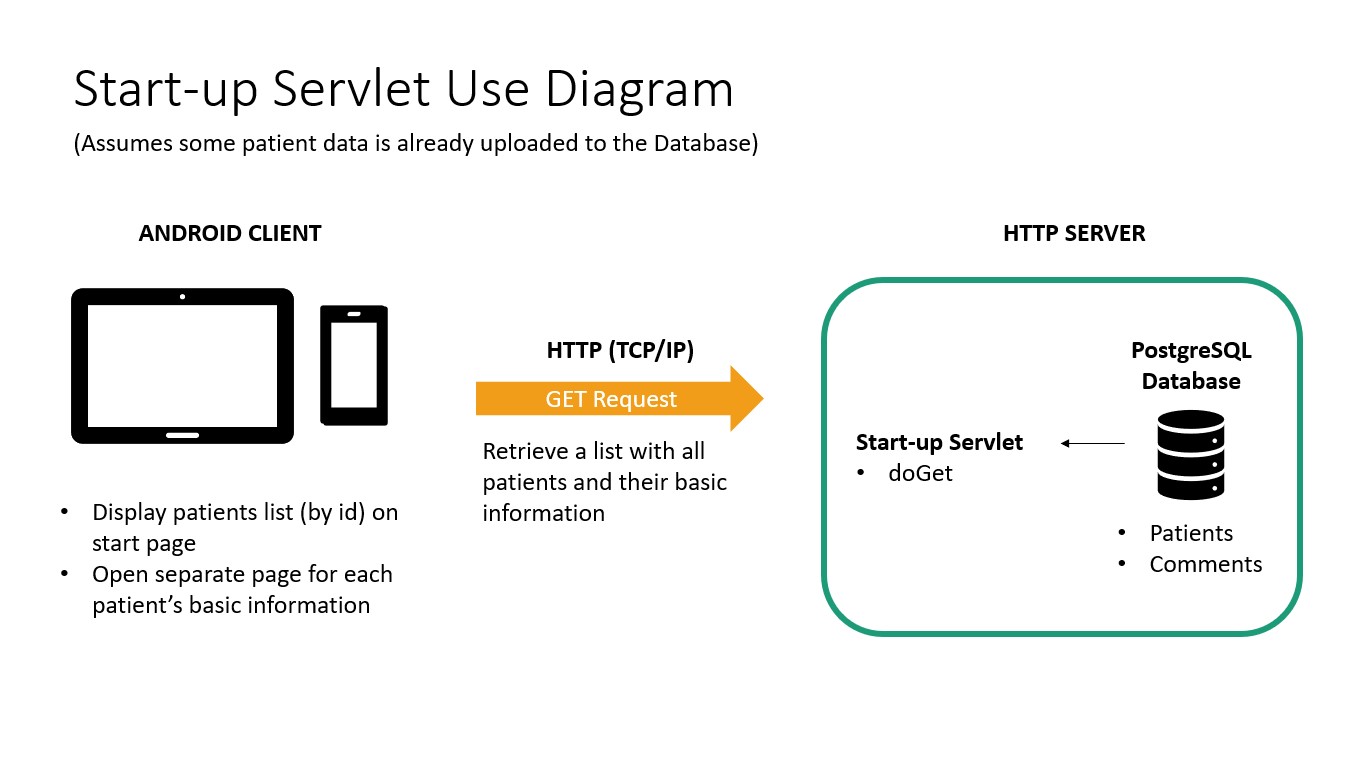 Start-up Servlet Use Diagram
(Assumes some patient data is already uploaded to the Database)
ANDROID CLIENT
• Display patients list (by id) on
start page
• Open separate page for each
patient's basic information
HTTP (TCP/IP)
GET Request
Retrieve a list with all
patients and their basic
information
HTTP SERVER
Start-up Servlet
• doGet
PostgreSQL
Database
• Patients
• Comments